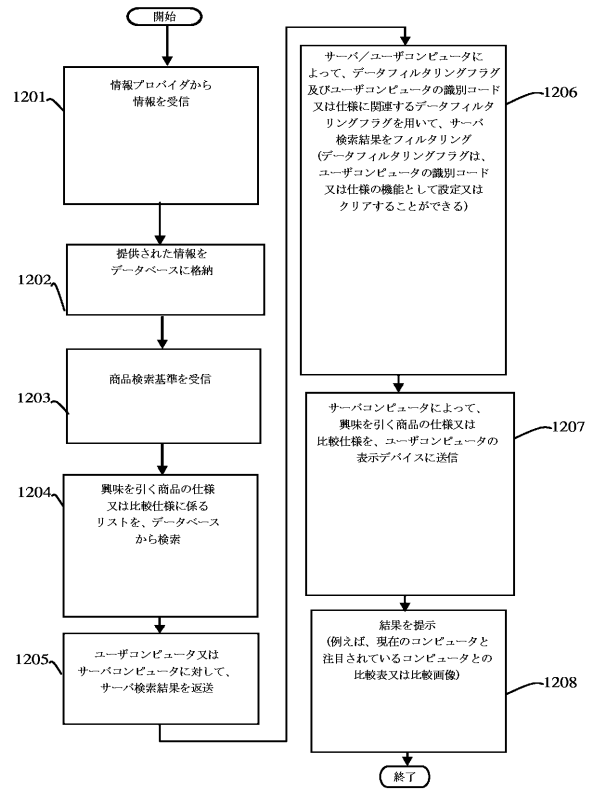 開始
1201
情報プロバイダから
情報を受信
1202
提供された情報を
データベースに格納
1203
商品検索基準を受信
1204
興味を引く商品の仕様
又は比較仕様に係る
リストを、データベース
から検索
1205
ユーザコンピュータ又は
サーバコンピュータに対して、
サーバ検索結果を返送
1206
サーバ／ユーザコンピュータに
よって、データフィルタリングフラグ
及びユーザコンピュータの識別コード
又は仕様に関連するデータフィルタ
リングフラグを用いて、サーバ
検索結果をフィルタリング
(データフィルタリングフラグは、
ユーザコンピュータの識別コード
又は仕様の機能として設定又は
クリアすることができる)
1207
サーバコンピュータによって、
興味を引く商品の仕様又は
比較仕様を、ユーザコンピュータの
表示デバイスに送信
1208
結果を提示
(例えば、現在のコンピュータと
注目されているコンピュータとの
比較表又は比較画像)
終了